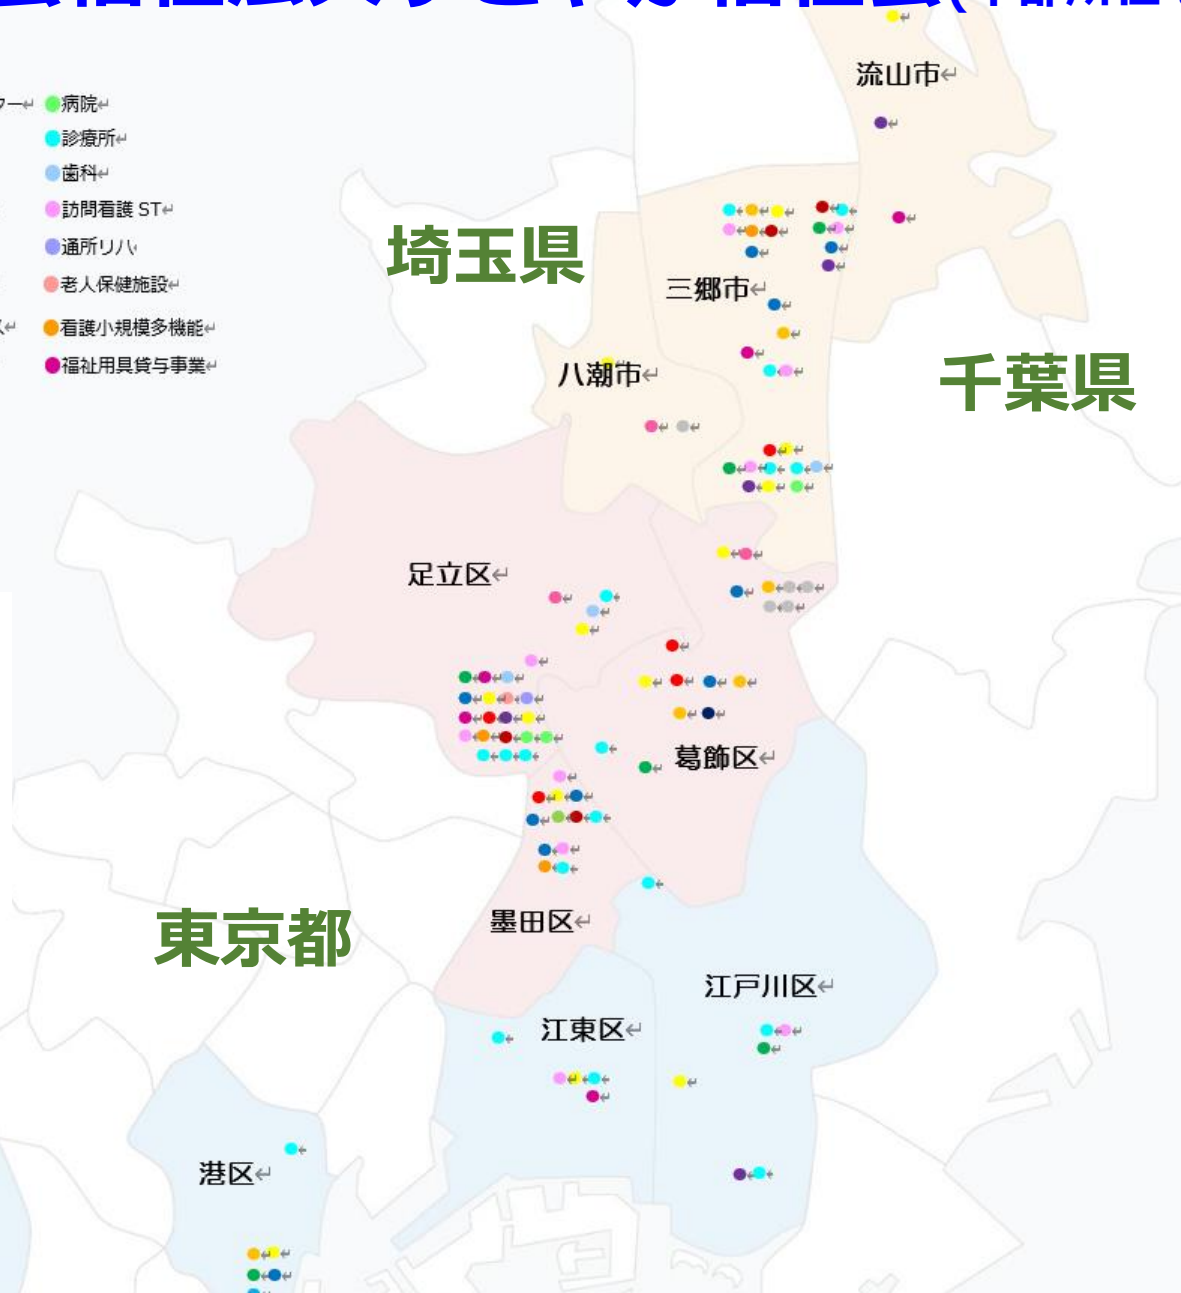 流山市↵
ター↵
病院↵
診療所↵
歯科↵
訪問看護 ST↵
通所リハ
老人保健施設↵
看護小規模多機能↵
福祉用具貸与事業↵
埼玉県
三郷市↵
千葉県
八潮市↵
足立区↵
葛飾区↵
東京都
墨田区↵
江戸川区↵
江東区↵
港区↵